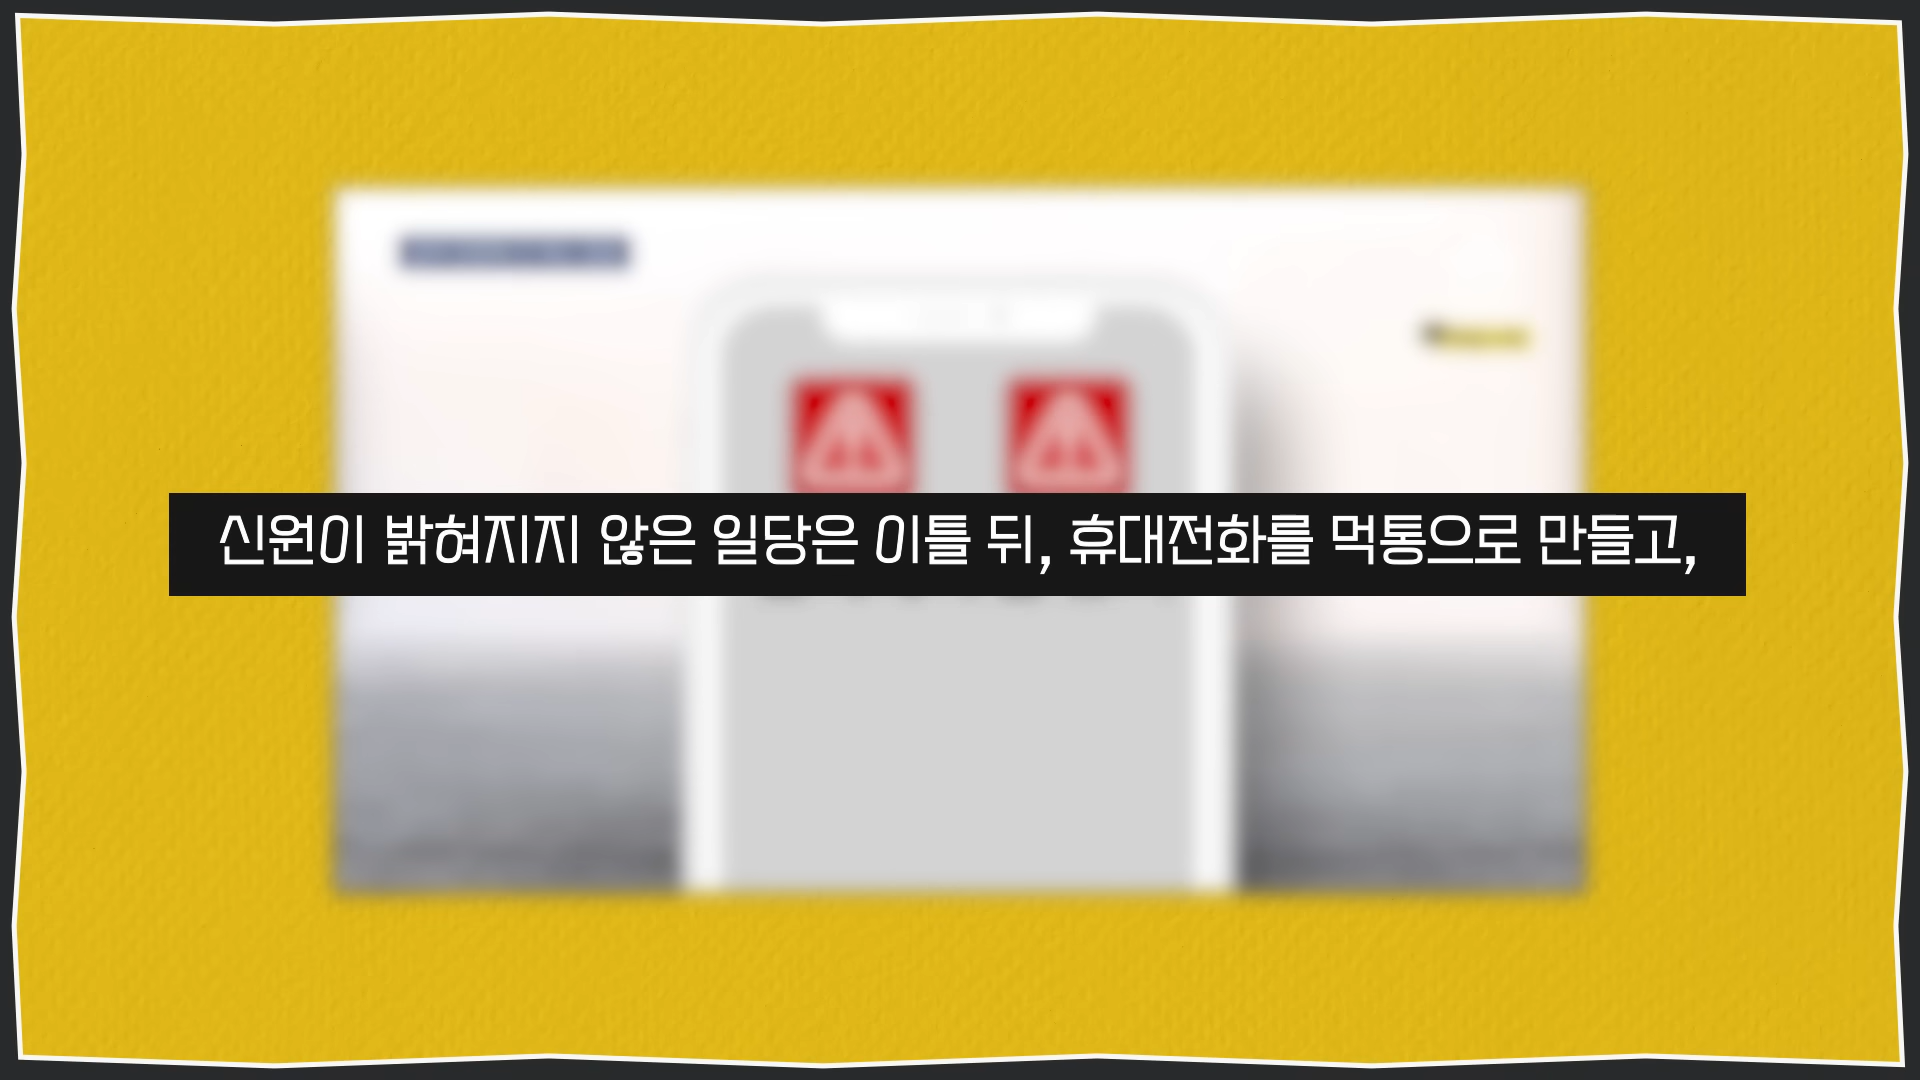 신원이 밝혀지지 않은 일당은 이틀 뒤, 휴대전화를 먹통으로 만들고,